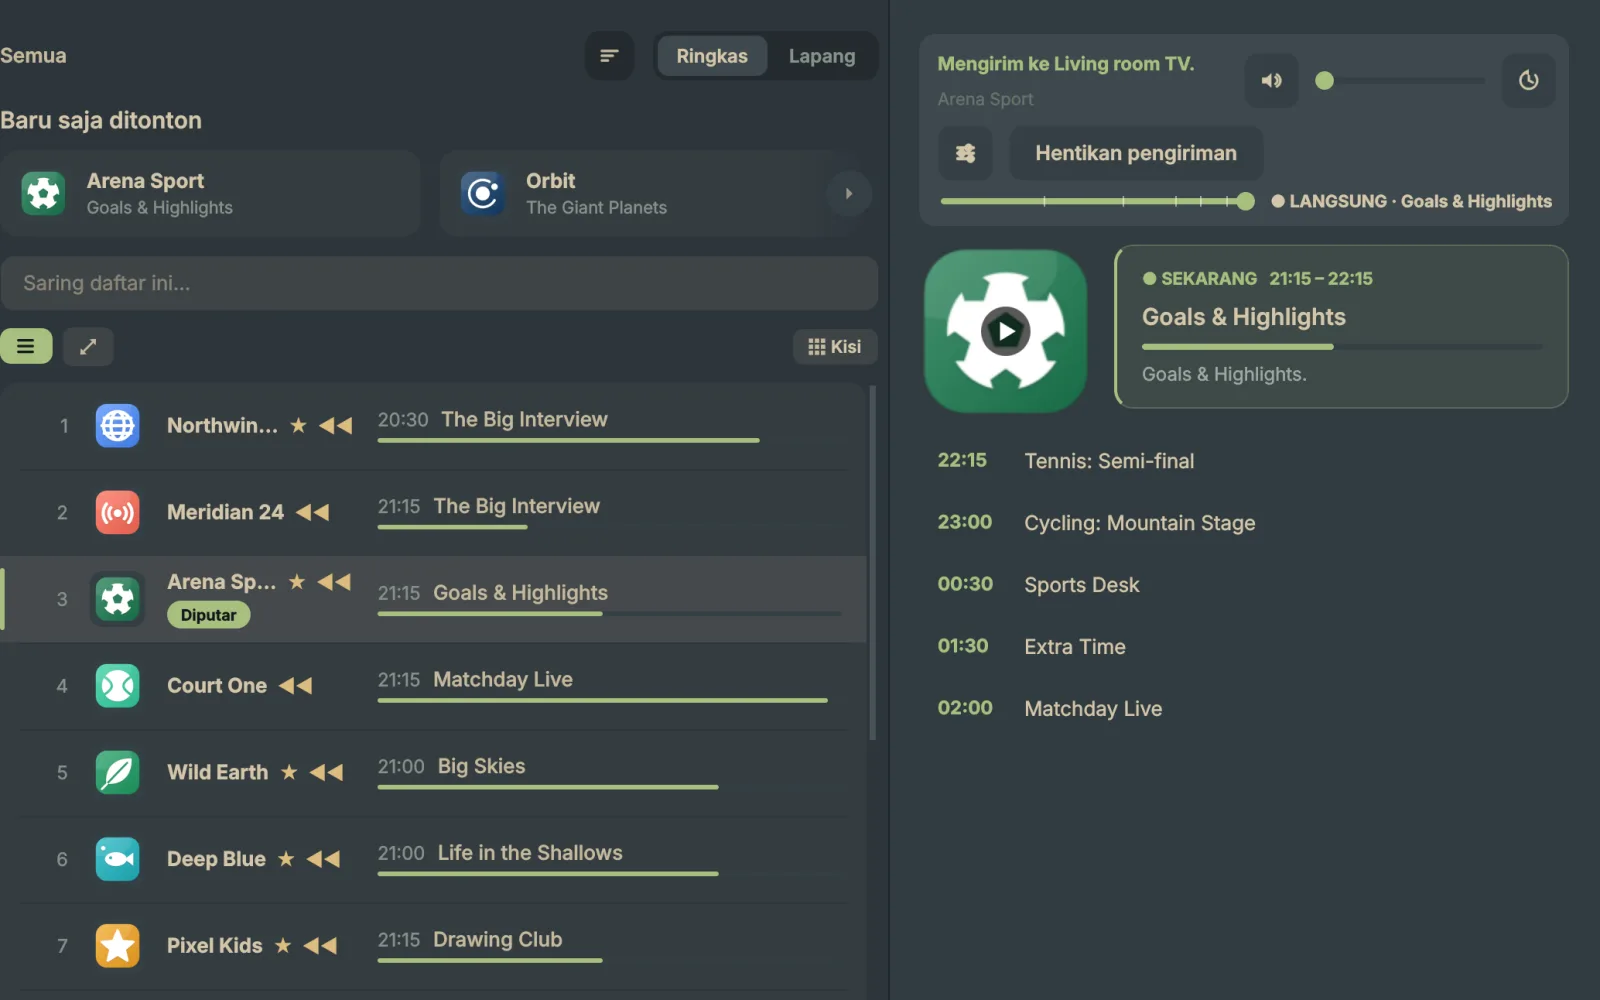 Semua
Ringkas
Lapang
Baru saja ditonton
Arena Sport
Goals & Highlights
Orbit
The Giant Planets
Saring daftar ini...
Kisi
1 Northwin... 20:30 The Big Interview
2 Meridian 24 21:15 The Big Interview
3 Arena Sp... 21:15 Goals & Highlights
Diputar
4 Court One 21:15 Matchday Live
5 Wild Earth 21:00 Big Skies
6 Deep Blue 21:00 Life in the Shallows
7 Pixel Kids 21:15 Drawing Club
Mengirim ke Living room TV.
Arena Sport
Hentikan pengiriman
LANGSUNG · Goals & Highlights
SEKARANG 21:15 – 22:15
Goals & Highlights
Goals & Highlights.
22:15 Tennis: Semi-final
23:00 Cycling: Mountain Stage
00:30 Sports Desk
01:30 Extra Time
02:00 Matchday Live